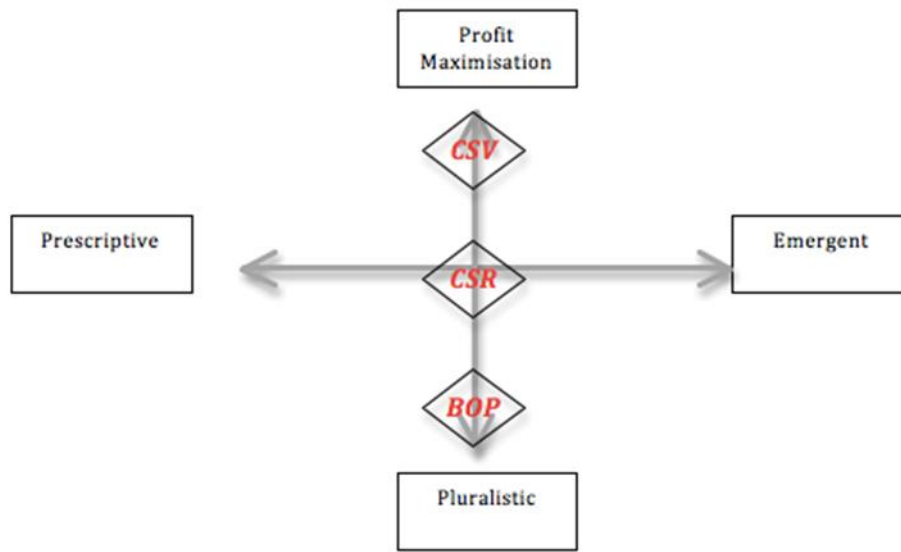 Profit
Maximisation
CSV
Prescriptive
Emergent
CSR
BOP
Pluralistic